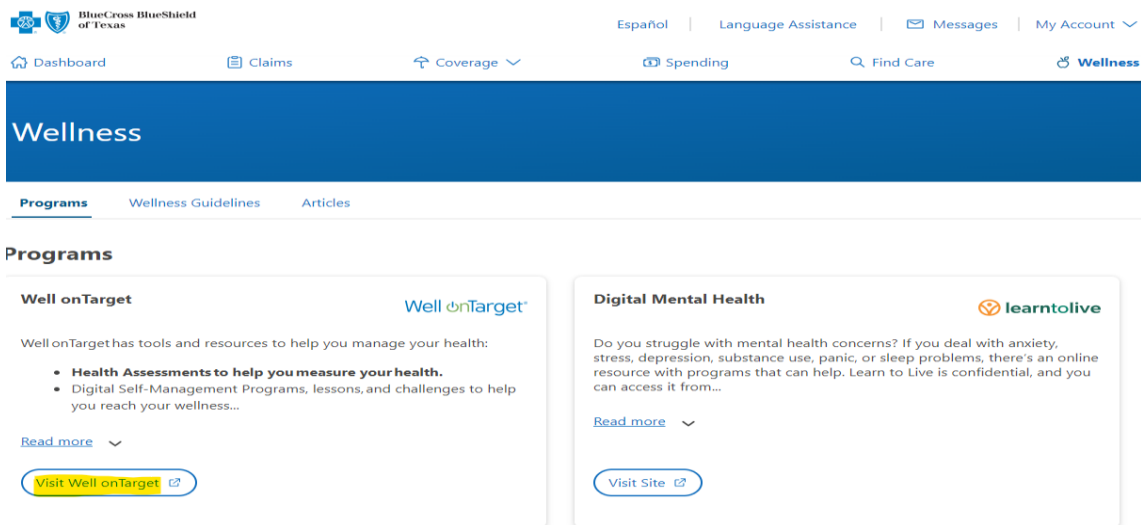 BlueCross BlueShield
of Texas
Español
Language Assistance
Messages
My Account
Dashboard
Claims
Coverage
Spending
Find Care
Wellness
Wellness
Programs
Wellness Guidelines
Articles
Programs
Well onTarget
Well onTarget®
Well onTarget has tools and resources to help you manage your health:
• Health Assessments to help you measure your health.
• Digital Self-Management Programs, lessons, and challenges to help
you reach your wellness...
Read more
Visit Well onTarget
Digital Mental Health
learntolive
Do you struggle with mental health concerns? If you deal with anxiety,
stress, depression, substance use, panic, or sleep problems, there's an online
resource with programs that can help. Learn to Live is confidential, and you
can access it from...
Read more
Visit Site